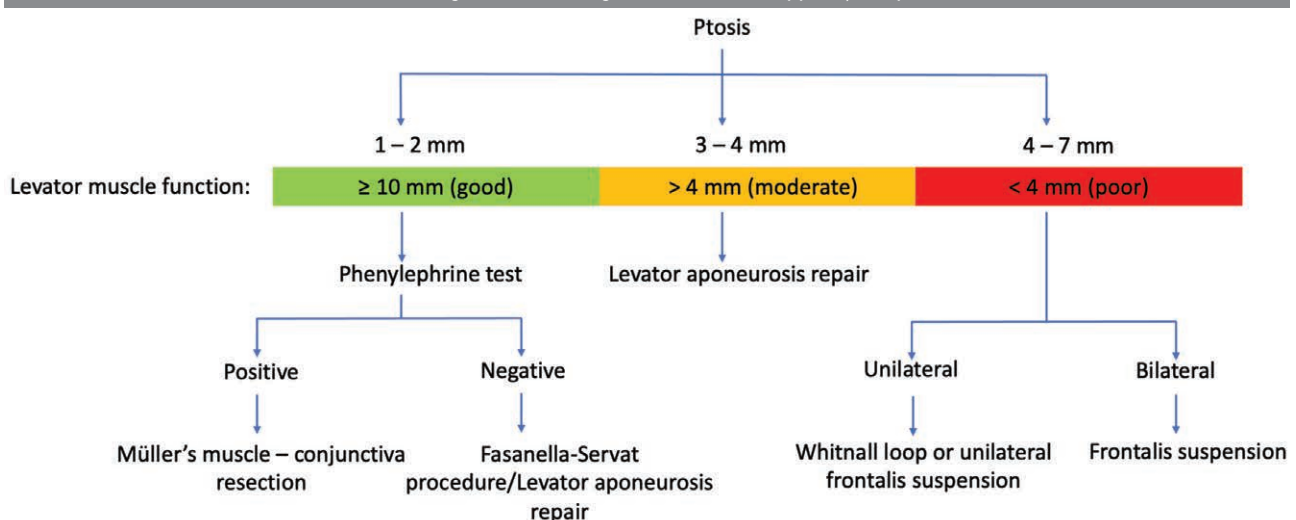 Ptosis
1 – 2 mm
3 – 4 mm
4 – 7 mm
Levator muscle function:
≥ 10 mm (good)
> 4 mm (moderate)
< 4 mm (poor)
Phenylephrine test
Levator aponeurosis repair
Positive
Negative
Unilateral
Bilateral
Müller’s muscle – conjunctiva
resection
Fasanella-Servat
procedure/Levator aponeurosis
repair
Whitnall loop or unilateral
frontalis suspension
Frontalis suspension